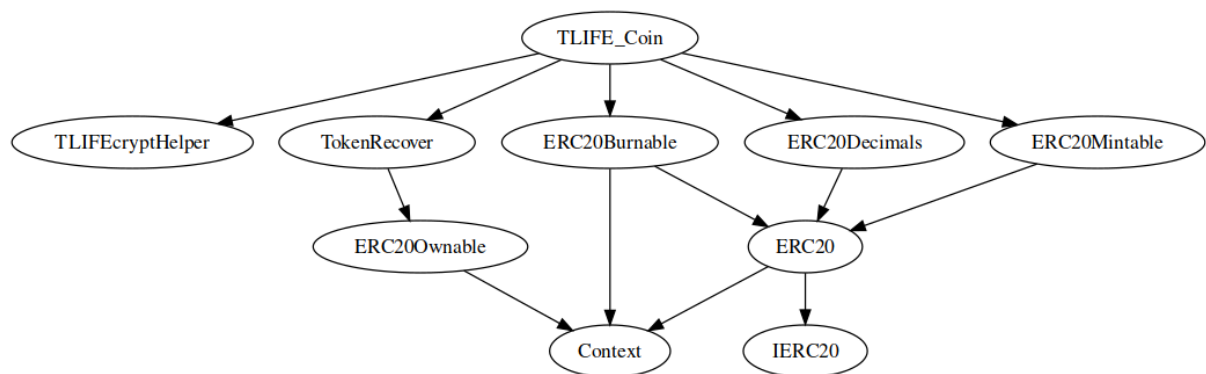 TLIFE_Coin
TLIFEcryptHelper TokenRecover ERC20Burnable ERC20Decimals ERC20Mintable
ERC20Ownable ERC20
Context IERC20